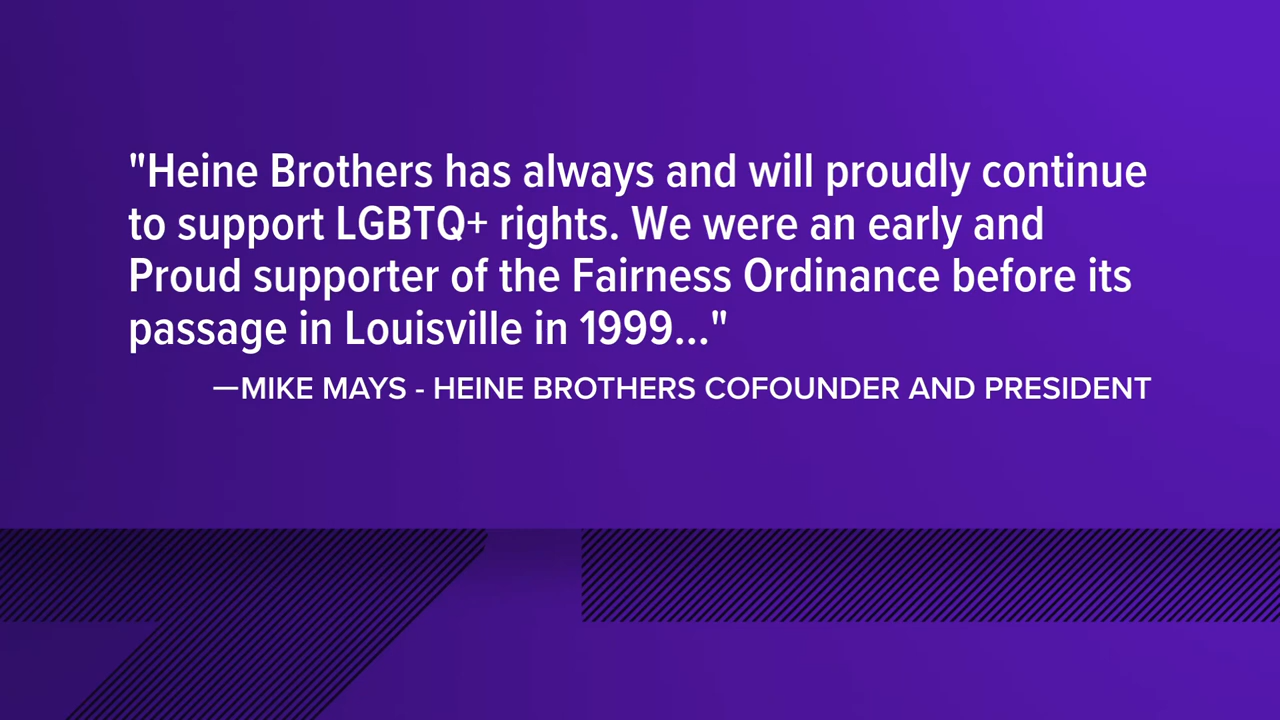 "Heine Brothers has always and will proudly continue
to support LGBTQ+ rights. We were an early and
Proud supporter of the Fairness Ordinance before its
passage in Louisville in 1999..."
—MIKE MAYS - HEINE BROTHERS COFOUNDER AND PRESIDENT